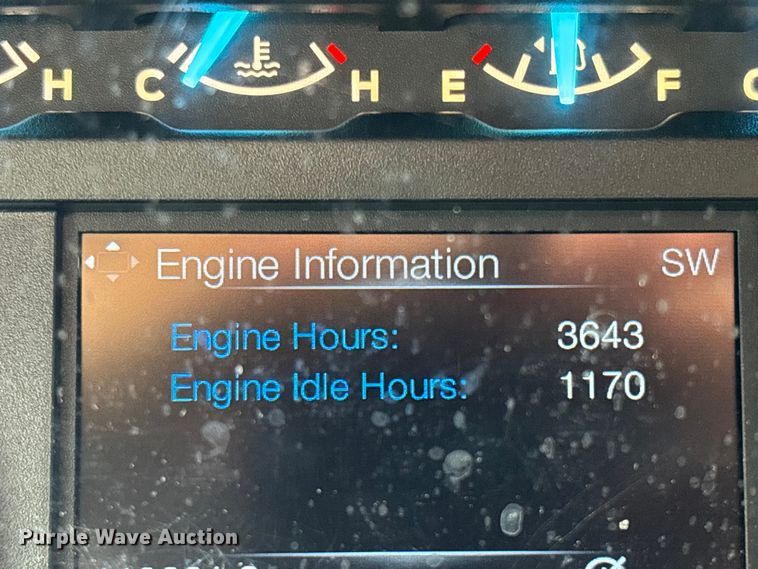 H C H E F
Engine Information SW
Engine Hours: 3643
Engine Idle Hours: 1170
Purple Wave Auction